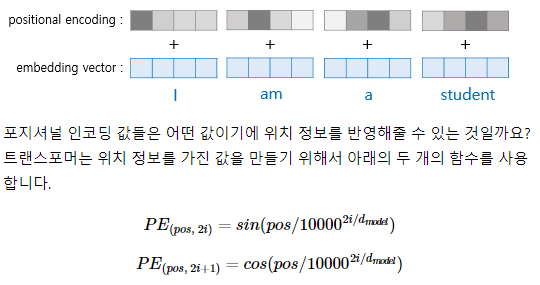 positional encoding :
+ + + +
embedding vector :
I am a student
포지셔널 인코딩 값들은 어떤 값이기에 위치 정보를 반영해줄 수 있는 것일까요?
트랜스포머는 위치 정보를 가진 값을 만들기 위해서 아래의 두 개의 함수를 사용
합니다.
PE_{(pos, 2i)} = sin(pos/10000^{2i/d_{model}})
PE_{(pos, 2i+1)} = cos(pos/10000^{2i/d_{model}})